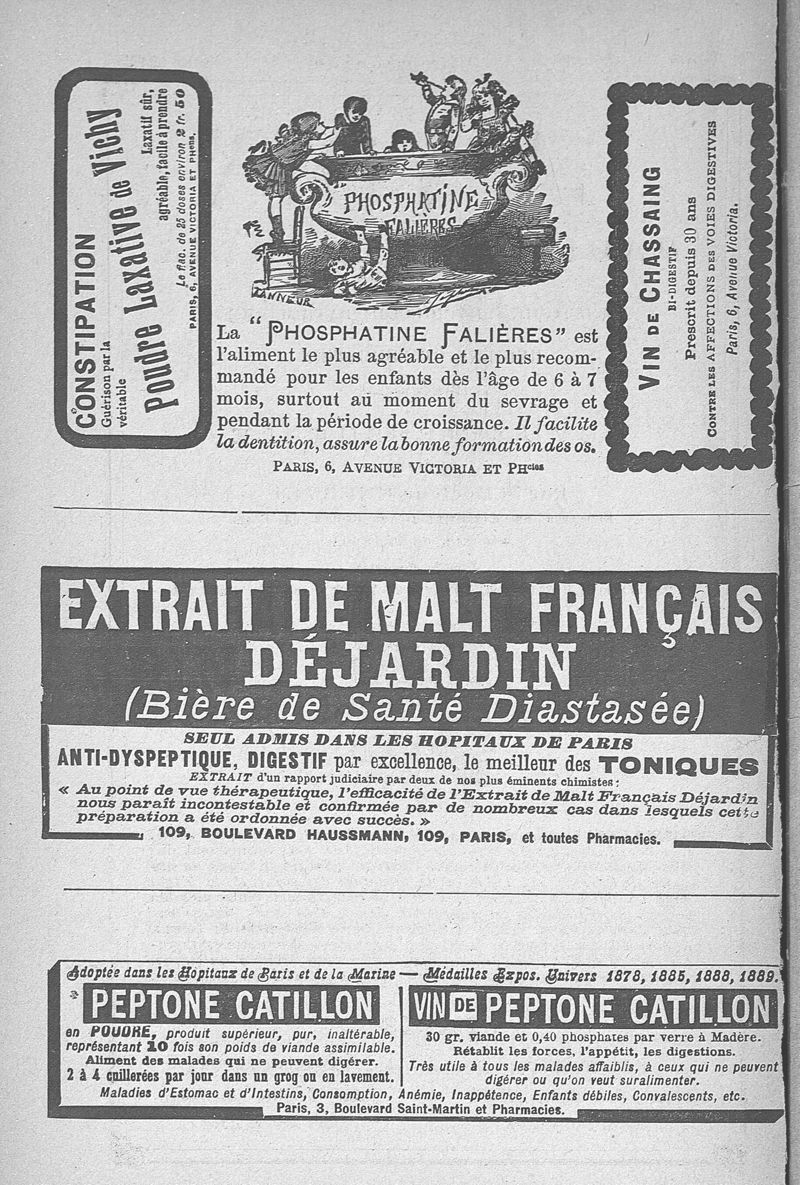 CONSTIPATION
Guérison par la
véritable
Poudre Laxative de Vichy
Laxatif sûr,
agréable, facile à prendre
Le flac. de 25 doses environ 2 fr. 50
PARIS, 6, AVENUE VICTORIA ET PHcies.
PHOSPHATINE
FALIÈRES
La "PHOSPHATINE FALIÈRES" est
l'aliment le plus agréable et le plus recom-
mandé pour les enfants dès l'âge de 6 à 7
mois, surtout au moment du sevrage et
pendant la période de croissance. Il facilite
la dentition, assure la bonne formation des os.
PARIS, 6, AVENUE VICTORIA ET PHcies
VIN DE CHASSAING
BI-DIGESTIF
Prescrit depuis 30 ans
CONTRE LES AFFECTIONS DES VOIES DIGESTIVES
Paris, 6, Avenue Victoria.
EXTRAIT DE MALT FRANÇAIS
DÉJARDIN
(Bière de Santé Diastasée)
SEUL ADMIS DANS LES HOPITAUX DE PARIS
ANTI-DYSPEPTIQUE, DIGESTIF par excellence, le meilleur des TONIQUES
EXTRAIT d'un rapport judiciaire par deux de nos plus éminents chimistes :
« Au point de vue thérapeutique, l'efficacité de l'Extrait de Malt Français Déjardin
nous paraît incontestable et confirmée par de nombreux cas dans lesquels cette
préparation a été ordonnée avec succès. »
109, BOULEVARD HAUSSMANN, 109, PARIS, et toutes Pharmacies.
Adoptée dans les Hôpitaux de Paris et de la Marine — Médailles Expos. Univers 1878, 1885, 1888, 1889.
PEPTONE CATILLON
en POUDRE, produit supérieur, pur, inaltérable,
représentant 10 fois son poids de viande assimilable.
Aliment des malades qui ne peuvent digérer.
2 à 4 cuillerées par jour dans un grog ou en lavement.
VIN DE PEPTONE CATILLON
30 gr. viande et 0,40 phosphates par verre à Madère.
Rétablit les forces, l'appétit, les digestions.
Très utile à tous les malades affaiblis, à ceux qui ne peuvent
digérer ou qu'on veut suralimenter.
Maladies d'Estomac et d'Intestins, Consomption, Anémie, Inappétence, Enfants débiles, Convalescents, etc.
Paris, 3, Boulevard Saint-Martin et Pharmacies.